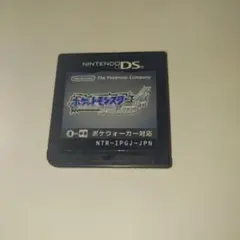 NINTENDO DS
Nintendo
The Pokémon Company
ポケットモンスター
ポケウォーカー対応
NTR-IPGJ-JPN